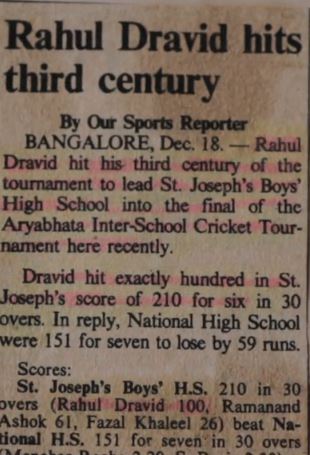 Rahul Dravid hits
third century
By Our Sports Reporter
BANGALORE, Dec. 18. — Rahul
Dravid hit his third century of the
tournament to lead St. Joseph's Boys'
High School into the final of the
Aryabhata Inter-School Cricket Tour-
nament here recently.
Dravid hit exactly hundred in St.
Joseph's score of 210 for six in 30
overs. In reply, National High School
were 151 for seven to lose by 59 runs.
Scores:
St. Joseph's Boys' H.S. 210 in 30
overs (Rahul Dravid 100, Ramanand
Ashok 61, Fazal Khaleel 26) beat Na-
tional H.S. 151 for seven in 30 overs